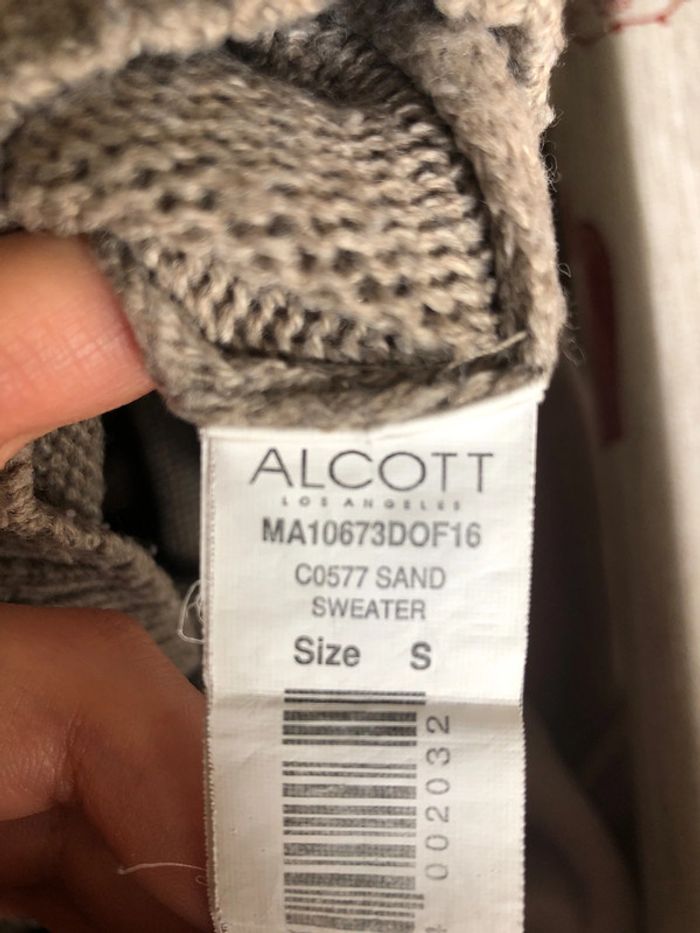 ALCOTT
LOS ANGELES
MA10673DOF16
C0577 SAND
SWEATER
Size S
002032